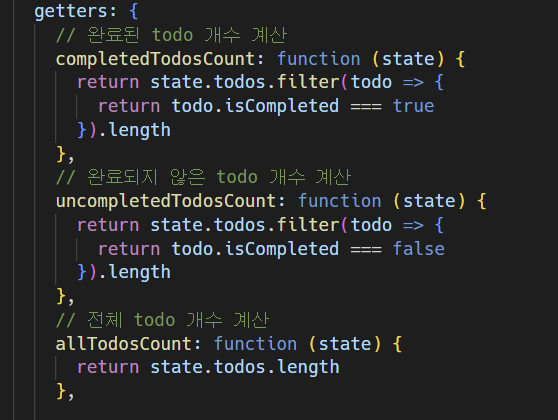 getters: {
// 완료된 todo 개수 계산
completedTodosCount: function (state) {
return state.todos.filter(todo => {
return todo.isCompleted === true
}).length
},
// 완료되지 않은 todo 개수 계산
uncompletedTodosCount: function (state) {
return state.todos.filter(todo => {
return todo.isCompleted === false
}).length
},
// 전체 todo 개수 계산
allTodosCount: function (state) {
return state.todos.length
},